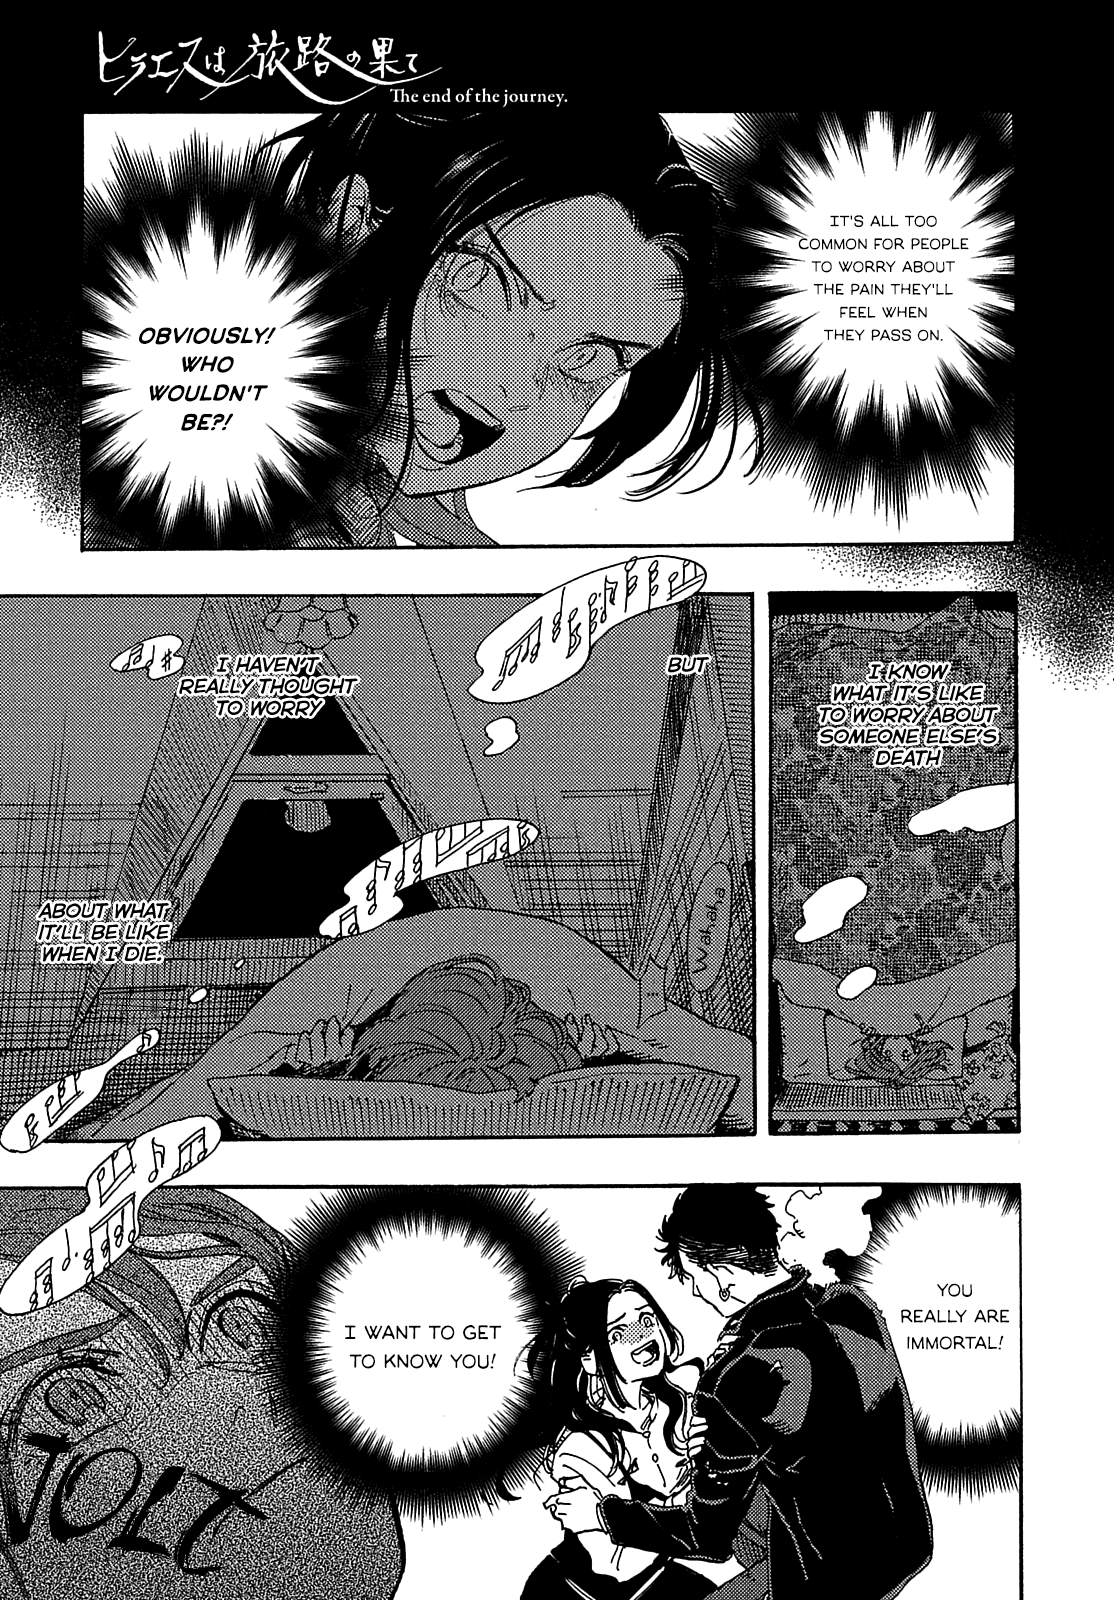 ヒラエスは旅路の果て
The end of the journey.
IT'S ALL TOO
COMMON FOR PEOPLE
TO WORRY ABOUT
THE PAIN THEY'LL
FEEL WHEN
THEY PASS ON.
OBVIOUSLY!
WHO
WOULDN'T
BE?!
I KNOW
WHAT IT'S LIKE
TO WORRY ABOUT
SOMEONE ELSE'S
DEATH
BUT
I HAVEN'T
REALLY THOUGHT
TO WORRY
ABOUT WHAT
IT'LL BE LIKE
WHEN I DIE.
Wahaha
YOU
REALLY ARE
IMMORTAL!
I WANT TO GET
TO KNOW YOU!
JOLT